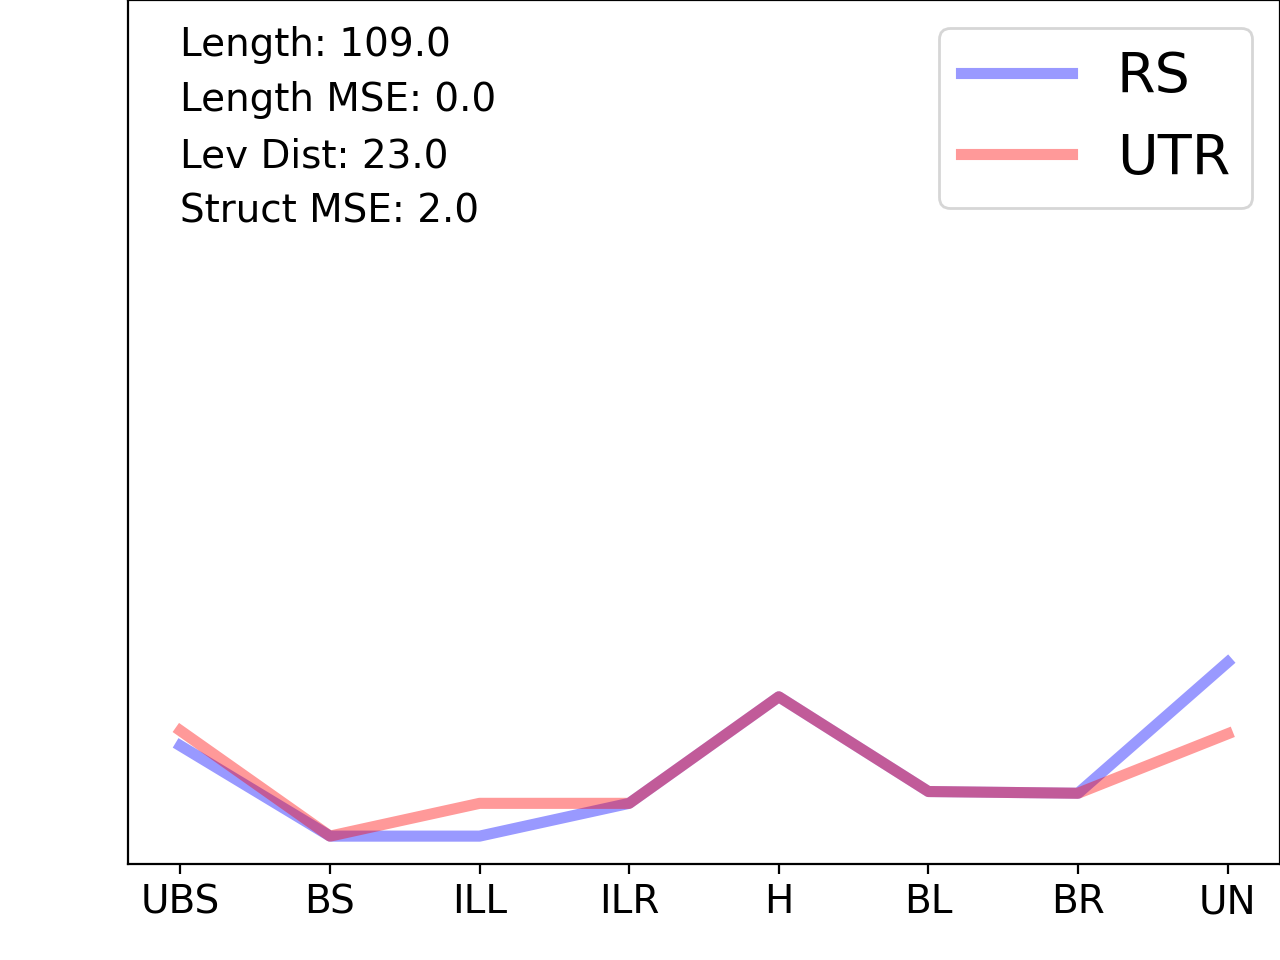 Length: 109.0
Length MSE: 0.0
Lev Dist: 23.0
Struct MSE: 2.0
RS
UTR
UBS BS ILL ILR H BL BR UN